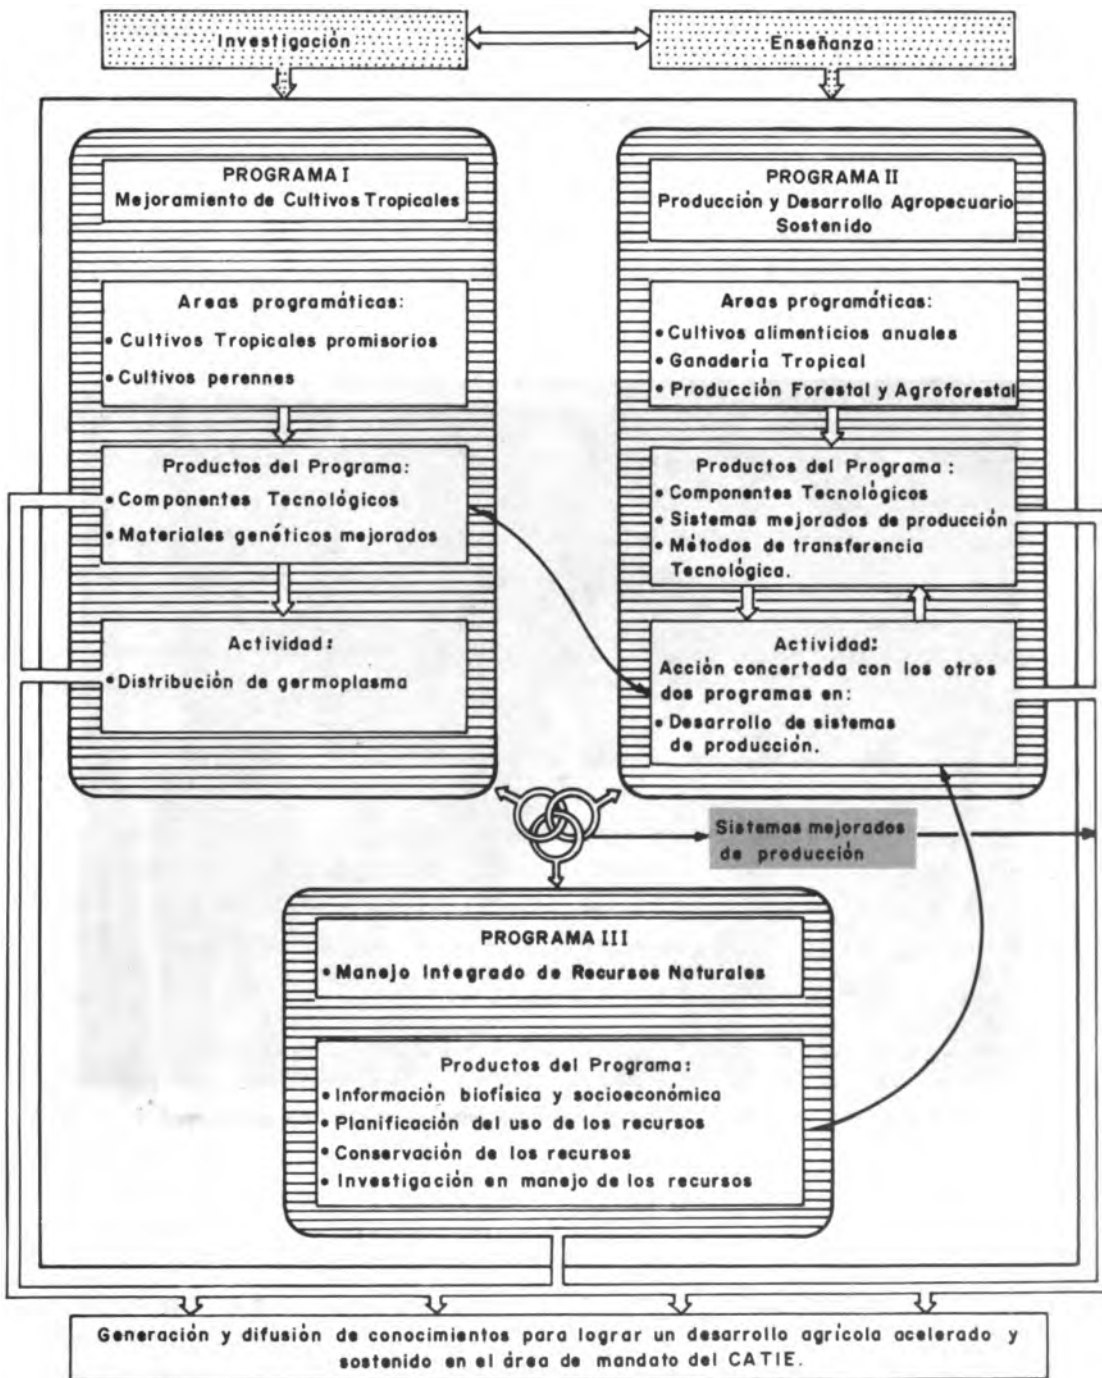 Investigación
Enseñanza
PROGRAMA I
Mejoramiento de Cultivos Tropicales
Areas programáticas:
• Cultivos Tropicales promisorios
• Cultivos perennes
Productos del Programa:
• Componentes Tecnológicos
• Materiales genéticos mejorados
Actividad:
• Distribución de germoplasma
PROGRAMA II
Producción y Desarrollo Agropecuario
Sostenido
Areas programáticas:
• Cultivos alimenticios anuales
• Ganadería Tropical
• Producción Forestal y Agroforestal
Productos del Programa:
• Componentes Tecnológicos
• Sistemas mejorados de producción
• Métodos de transferencia
Tecnológica.
Actividad:
Acción concertada con los otros
dos programas en:
• Desarrollo de sistemas
de producción.
Sistemas mejorados
de producción
PROGRAMA III
• Manejo Integrado de Recursos Naturales
Productos del Programa:
• Información biofísica y socioeconómica
• Planificación del uso de los recursos
• Conservación de los recursos
• Investigación en manejo de los recursos
Generación y difusión de conocimientos para lograr un desarrollo agrícola acelerado y
sostenido en el área de mandato del CATIE.